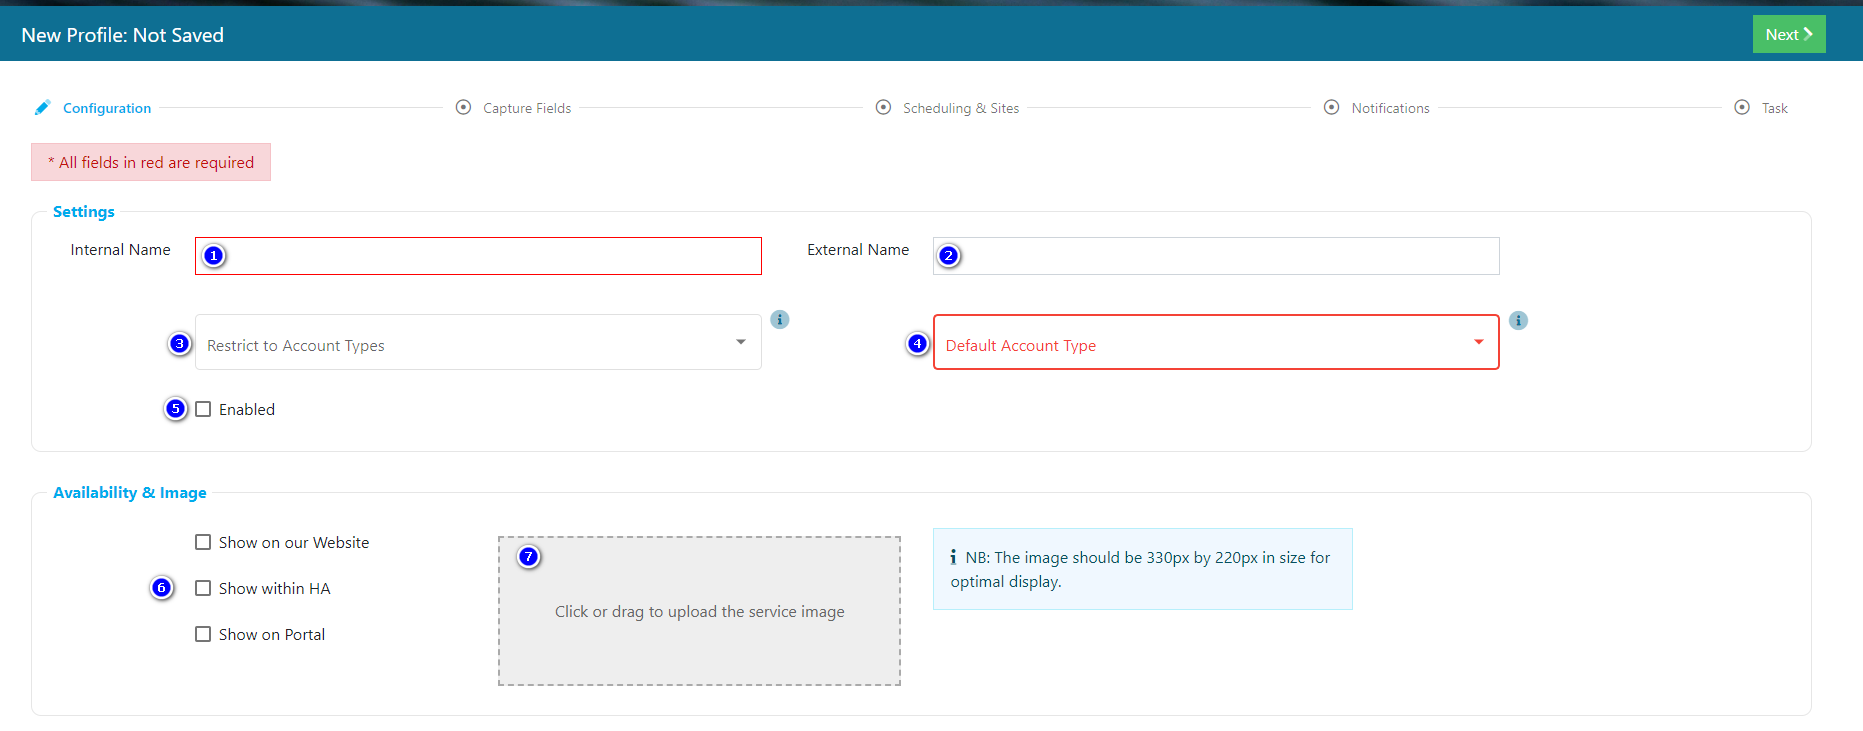 New Profile: Not Saved
Next
Configuration
Capture Fields
Scheduling & Sites
Notifications
Task
* All fields in red are required
Settings
Internal Name
1
External Name
2
3
Restrict to Account Types
i
4
Default Account Type
i
5
Enabled
Availability & Image
Show on our Website
6
Show within HA
Show on Portal
7
Click or drag to upload the service image
i NB: The image should be 330px by 220px in size for
optimal display.